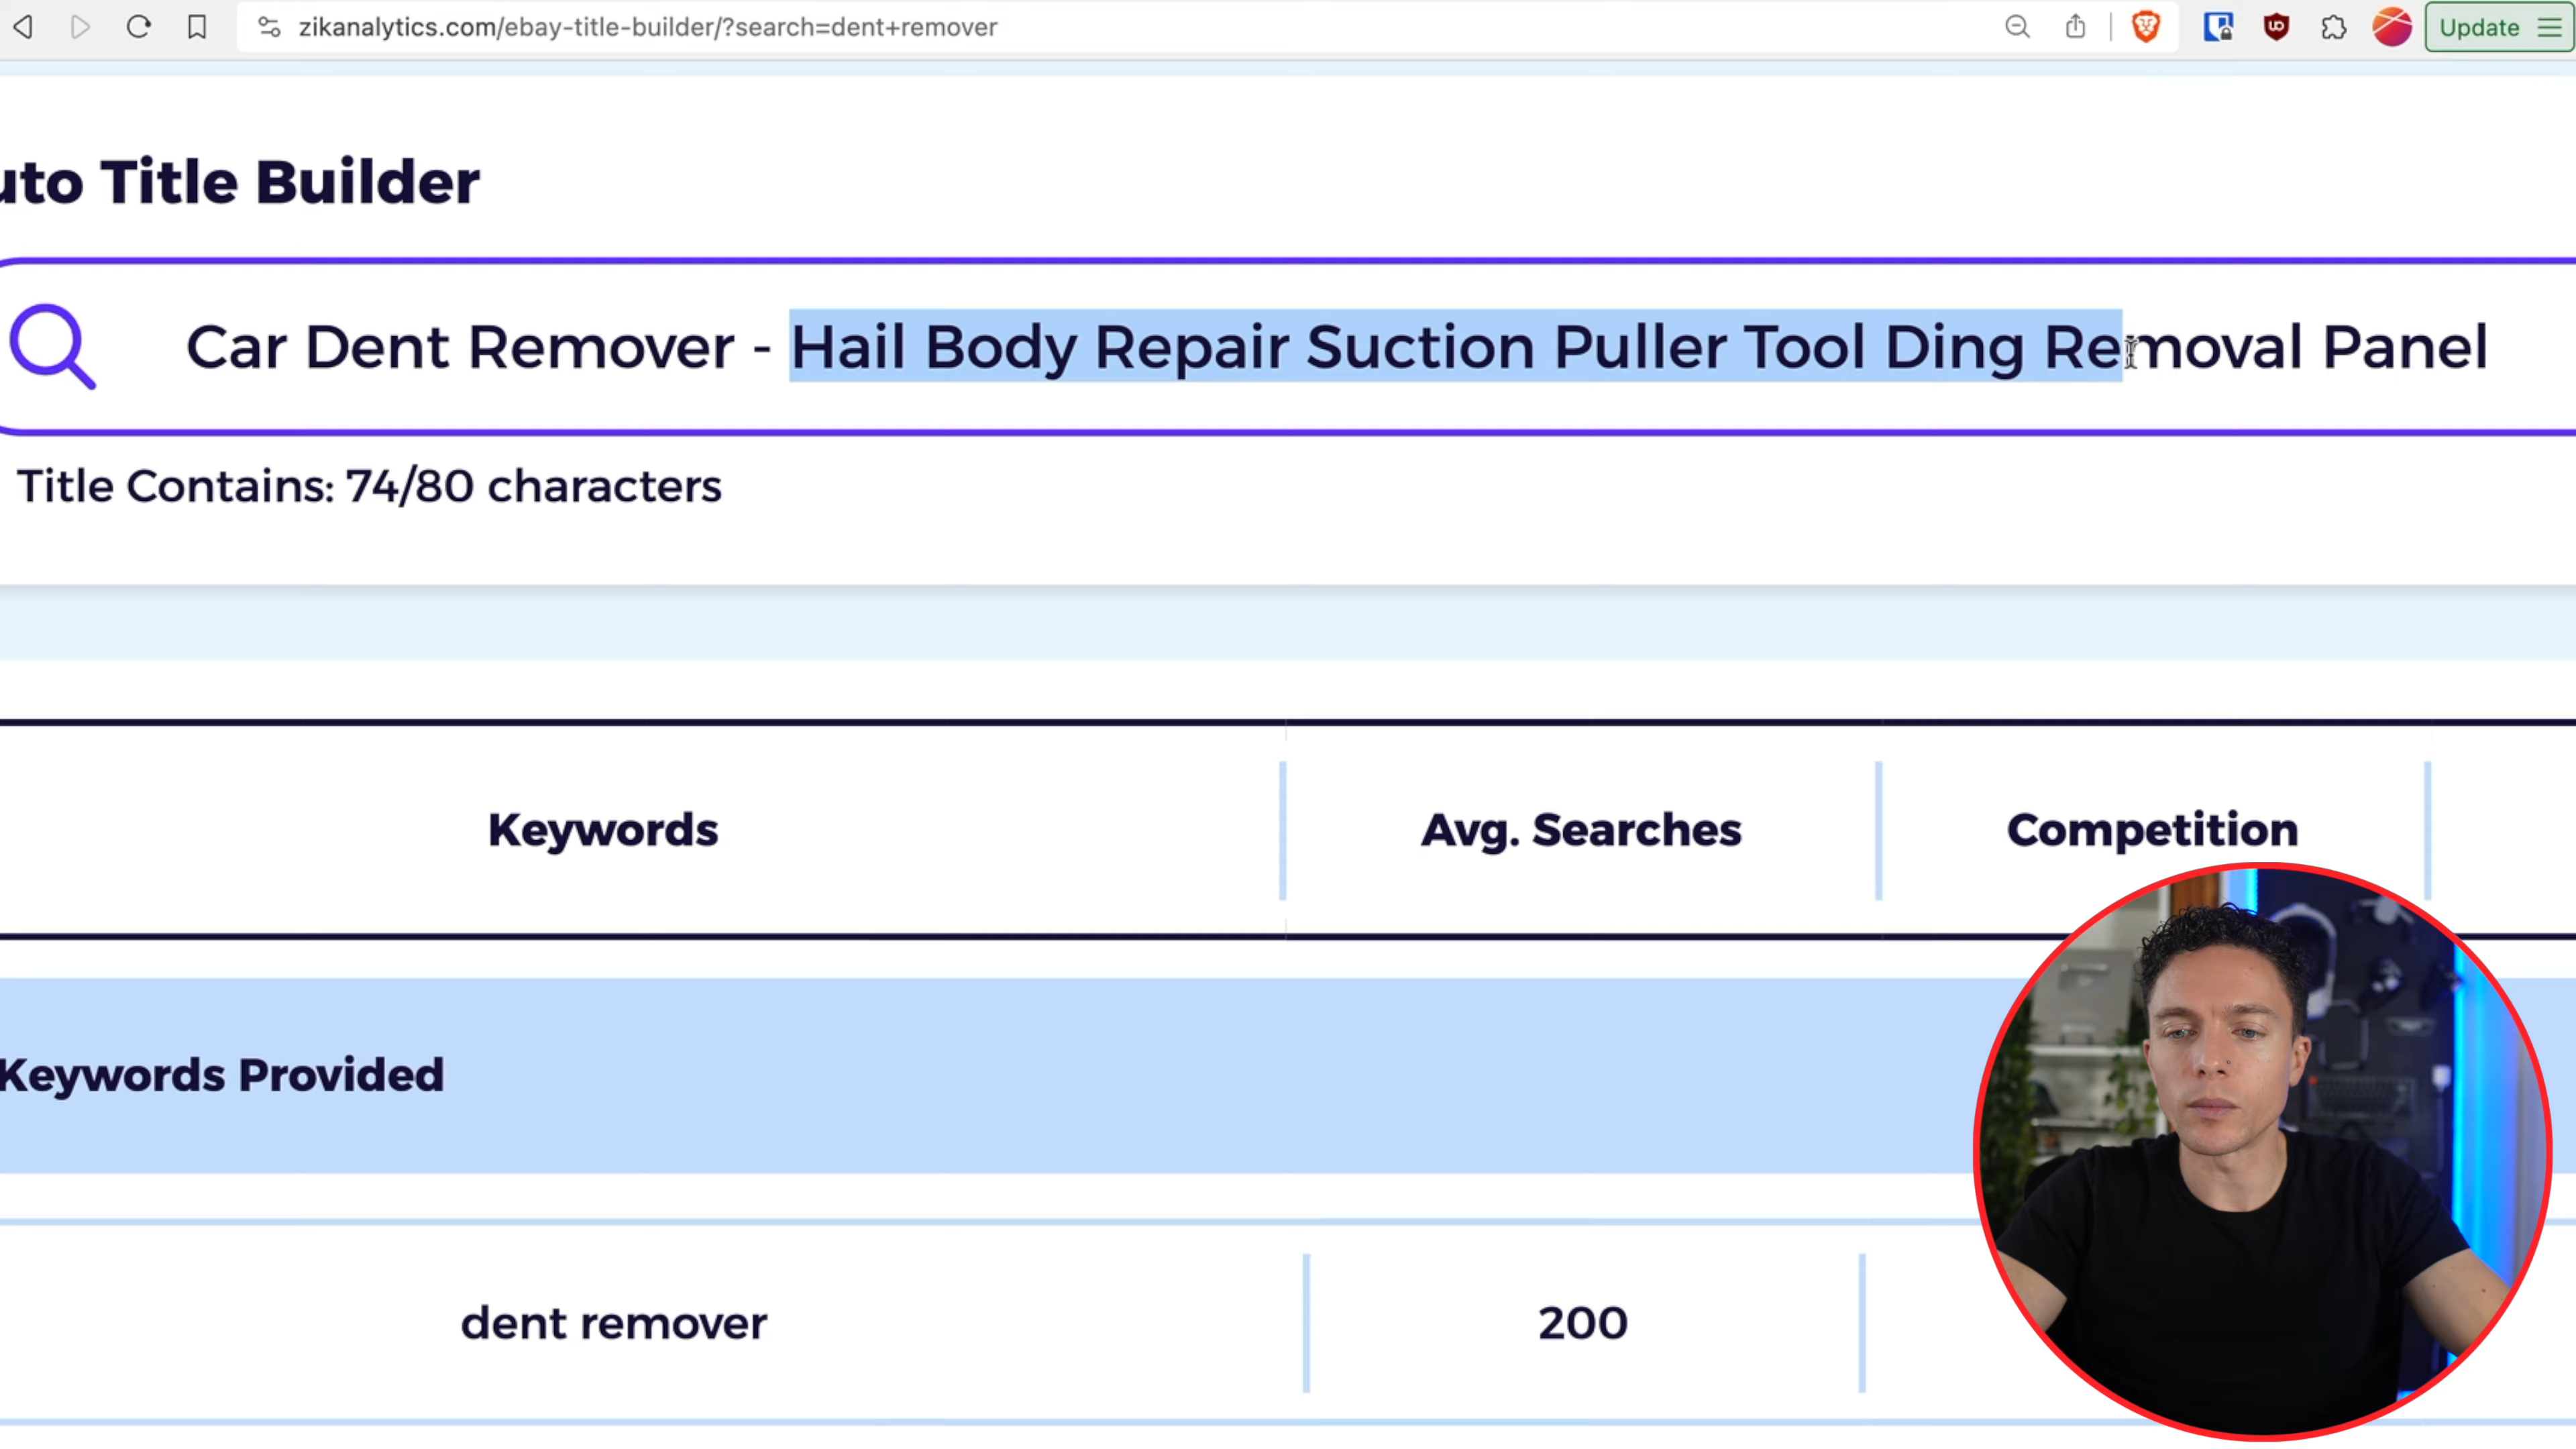 zikanalytics.com/ebay-title-builder/?search=dent+remover
Update
uto Title Builder
Car Dent Remover - Hail Body Repair Suction Puller Tool Ding Removal Panel
Title Contains: 74/80 characters
Keywords Avg. Searches Competition
Keywords Provided
dent remover 200